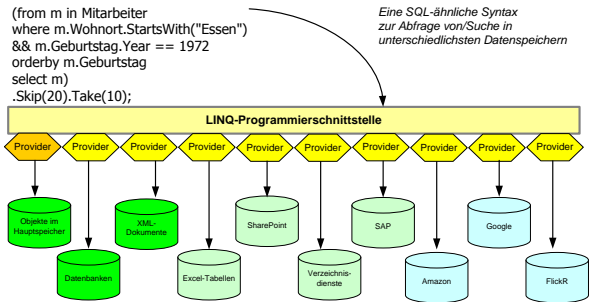 (from m in Mitarbeiter
where m.Wohnort.StartsWith("Essen")
&& m.Geburtstag.Year == 1972
orderby m.Geburtstag
select m)
.Skip(20).Take(10);
Eine SQL-ähnliche Syntax
zur Abfrage von/Suche in
unterschiedlichsten Datenspeichern
LINQ-Programmierschnittstelle
Provider Provider Provider Provider Provider Provider Provider Provider Provider
Objekte im
Hauptspeicher
XML-
Dokumente
SharePoint
SAP
Google
Datenbanken
Excel-Tabellen
Verzeichnis-
dienste
Amazon
FlickR